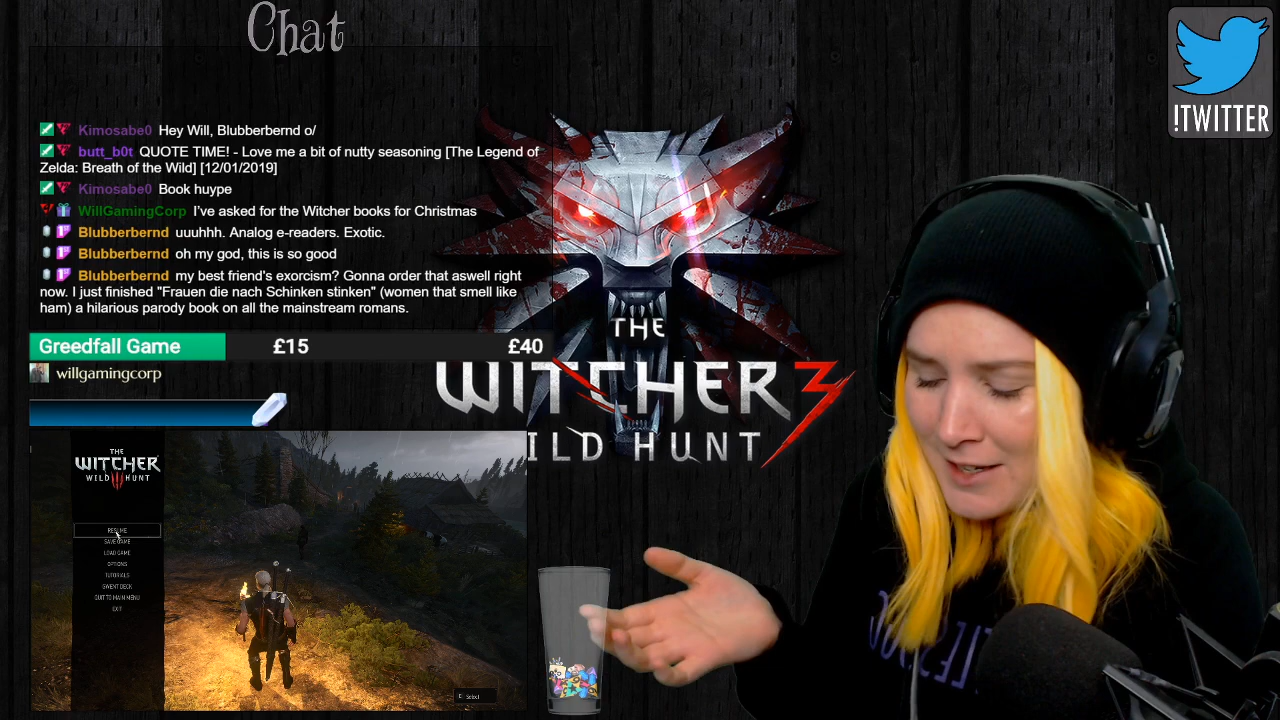 Chat
!TWITTER
Kimosabe0 Hey Will, Blubberbernd o/
butt_b0t QUOTE TIME! - Love me a bit of nutty seasoning [The Legend of
Zelda: Breath of the Wild] [12/01/2019]
Kimosabe0 Book huype
WillGamingCorp I've asked for the Witcher books for Christmas
Blubberbernd uuuhhh. Analog e-readers. Exotic.
Blubberbernd oh my god, this is so good
Blubberbernd my best friend's exorcism? Gonna order that aswell right
now. I just finished "Frauen die nach Schinken stinken" (women that smell like
ham) a hilarious parody book on all the mainstream romans.
Greedfall Game £15 £40
willgamingcorp
THE
WITCHER 3
ILD HUNT
THE
WITCHER
WILD HUNT
RESUME
SAVE GAME
LOAD GAME
OPTIONS
TUTORIALS
GWENT DECK
QUIT TO MAIN MENU
EXIT
E Select